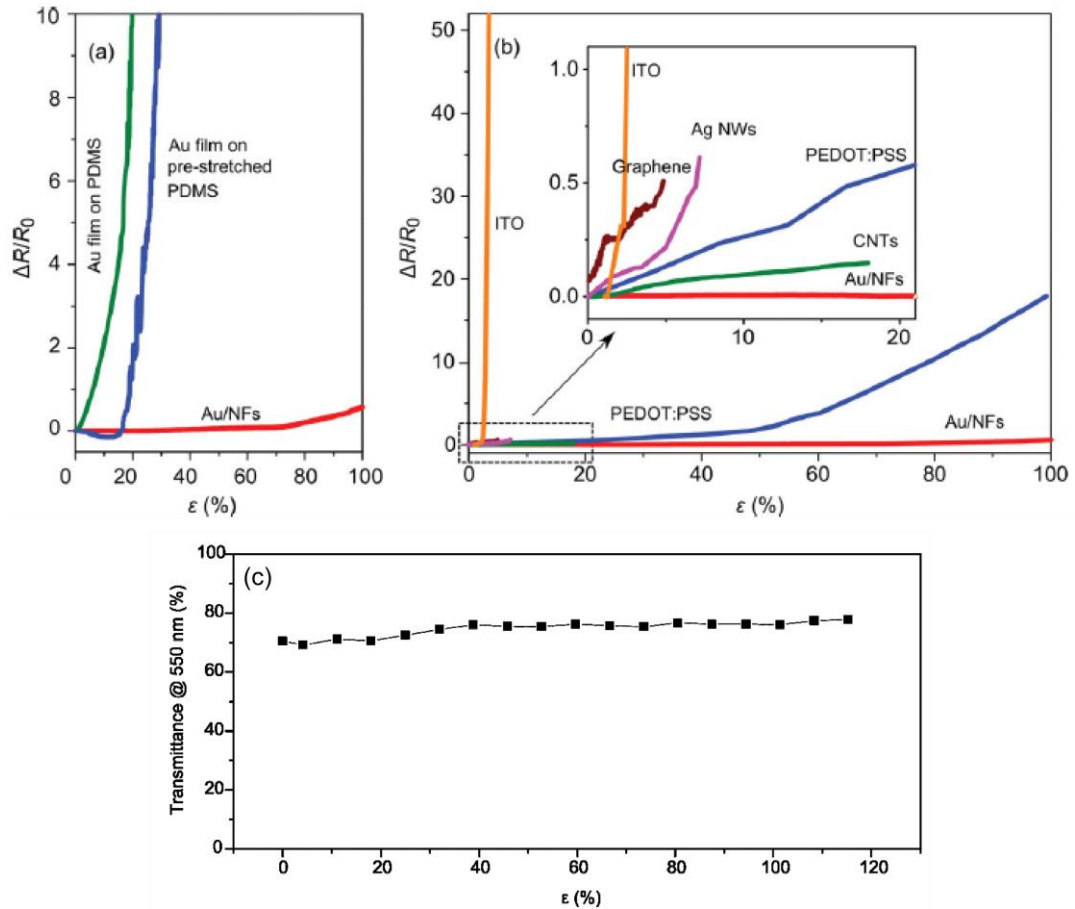 (a)
10
8
6
4
2
0
ΔR/R₀
Au film on PDMS
Au film on
pre-stretched
PDMS
Au/NFs
0 20 40 60 80 100
ε (%)
(b)
50
40
30
20
10
0
ΔR/R₀
ITO
PEDOT:PSS
Au/NFs
0 20 40 60 80 100
ε (%)
1.0
0.5
0.0
ITO
Ag NWs
Graphene
PEDOT:PSS
CNTs
Au/NFs
0 10 20
(c)
100
80
60
40
20
0
Transmittance @ 550 nm (%)
0 20 40 60 80 100 120
ε (%)